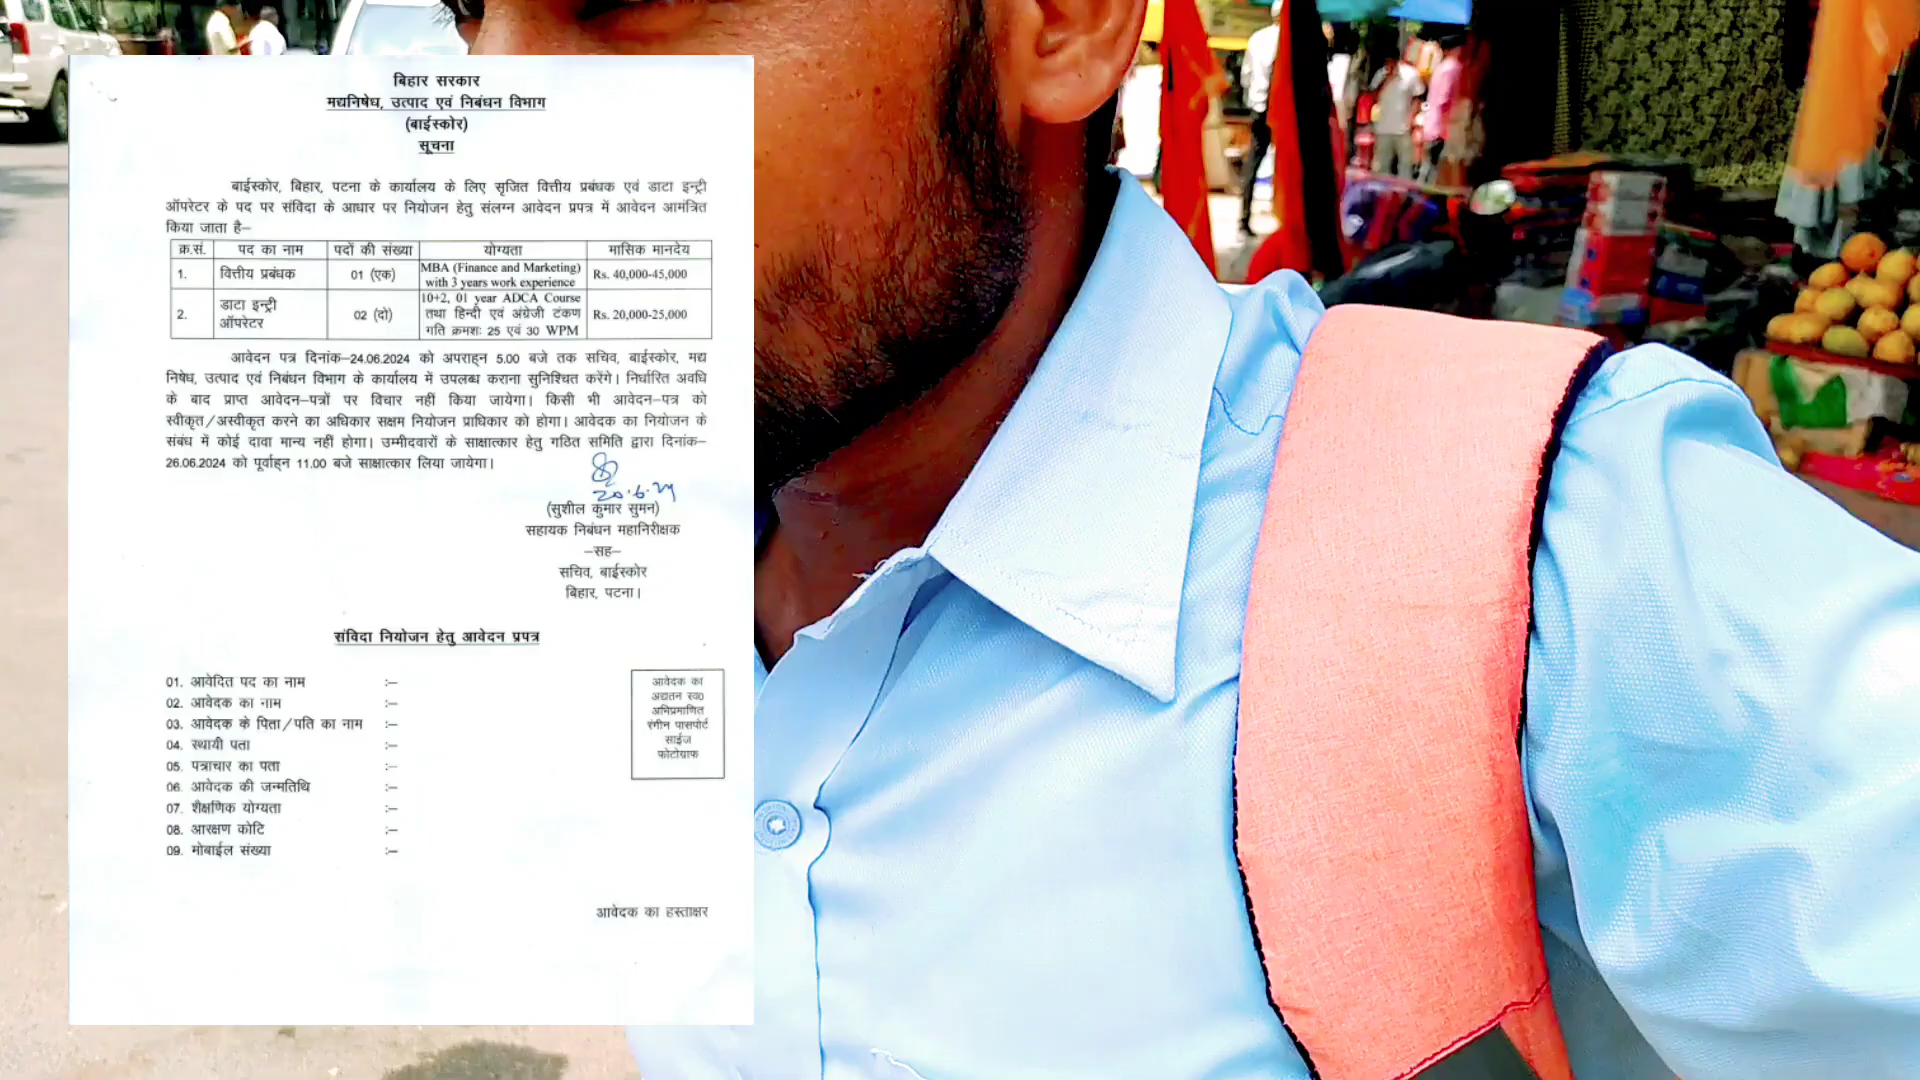 बिहार सरकार
मद्यनिषेध, उत्पाद एवं निबंधन विभाग
(बाईस्कोर)
सूचना
बाईस्कोर, बिहार, पटना के कार्यालय के लिए सृजित वित्तीय प्रबंधक एवं डाटा इन्ट्री
ऑपरेटर के पद पर संविदा के आधार पर नियोजन हेतु संलग्न आवेदन प्रपत्र में आवेदन आमंत्रित
किया जाता है–
क्र.सं. पद का नाम पदों की संख्या योग्यता मासिक मानदेय
1. वित्तीय प्रबंधक 01 (एक) MBA (Finance and Marketing) with 3 years work experience Rs. 40,000-45,000
2. डाटा इन्ट्री ऑपरेटर 02 (दो) 10+2, 01 year ADCA Course तथा हिन्दी एवं अंग्रेजी टंकण गति क्रमशः 25 एवं 30 WPM Rs. 20,000-25,000
आवेदन पत्र दिनांक–24.06.2024 को अपराह्न 5.00 बजे तक सचिव, बाईस्कोर, मद्य
निषेध, उत्पाद एवं निबंधन विभाग के कार्यालय में उपलब्ध कराना सुनिश्चित करेंगे। निर्धारित अवधि
के बाद प्राप्त आवेदन–पत्रों पर विचार नहीं किया जायेगा। किसी भी आवेदन–पत्र को
स्वीकृत/अस्वीकृत करने का अधिकार सक्षम नियोजन प्राधिकार को होगा। आवेदक का नियोजन के
संबंध में कोई दावा मान्य नहीं होगा। उम्मीदवारों के साक्षात्कार हेतु गठित समिति द्वारा दिनांक–
26.06.2024 को पूर्वाह्न 11.00 बजे साक्षात्कार लिया जायेगा।
20.6.24
(सुशील कुमार सुमन)
सहायक निबंधन महानिरीक्षक
–सह–
सचिव, बाईस्कोर
बिहार, पटना।
संविदा नियोजन हेतु आवेदन प्रपत्र
01. आवेदित पद का नाम :–
02. आवेदक का नाम :–
03. आवेदक के पिता/पति का नाम :–
04. स्थायी पता :–
05. पत्राचार का पता :–
06. आवेदक की जन्मतिथि :–
07. शैक्षणिक योग्यता :–
08. आरक्षण कोटि :–
09. मोबाईल संख्या :–
आवेदक का
अद्यतन स्व0
अभिप्रमाणित
रंगीन पासपोर्ट
साईज
फोटोग्राफ
आवेदक का हस्ताक्षर